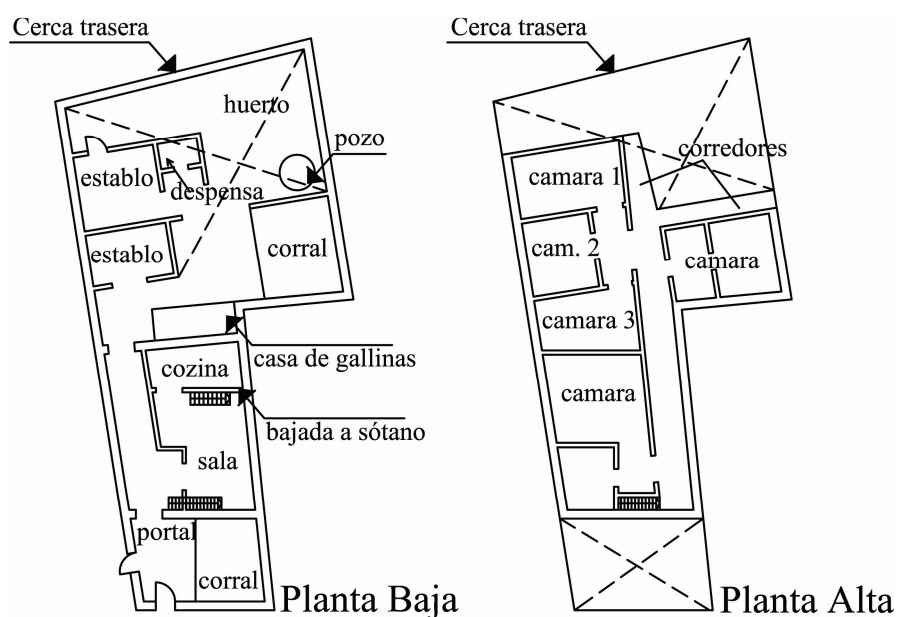 Cerca trasera
huerto
pozo
establo
despensa
establo
corral
casa de gallinas
cozina
bajada a sótano
sala
portal
corral
Planta Baja
Cerca trasera
corredores
camara 1
cam. 2
camara
camara 3
camara
Planta Alta